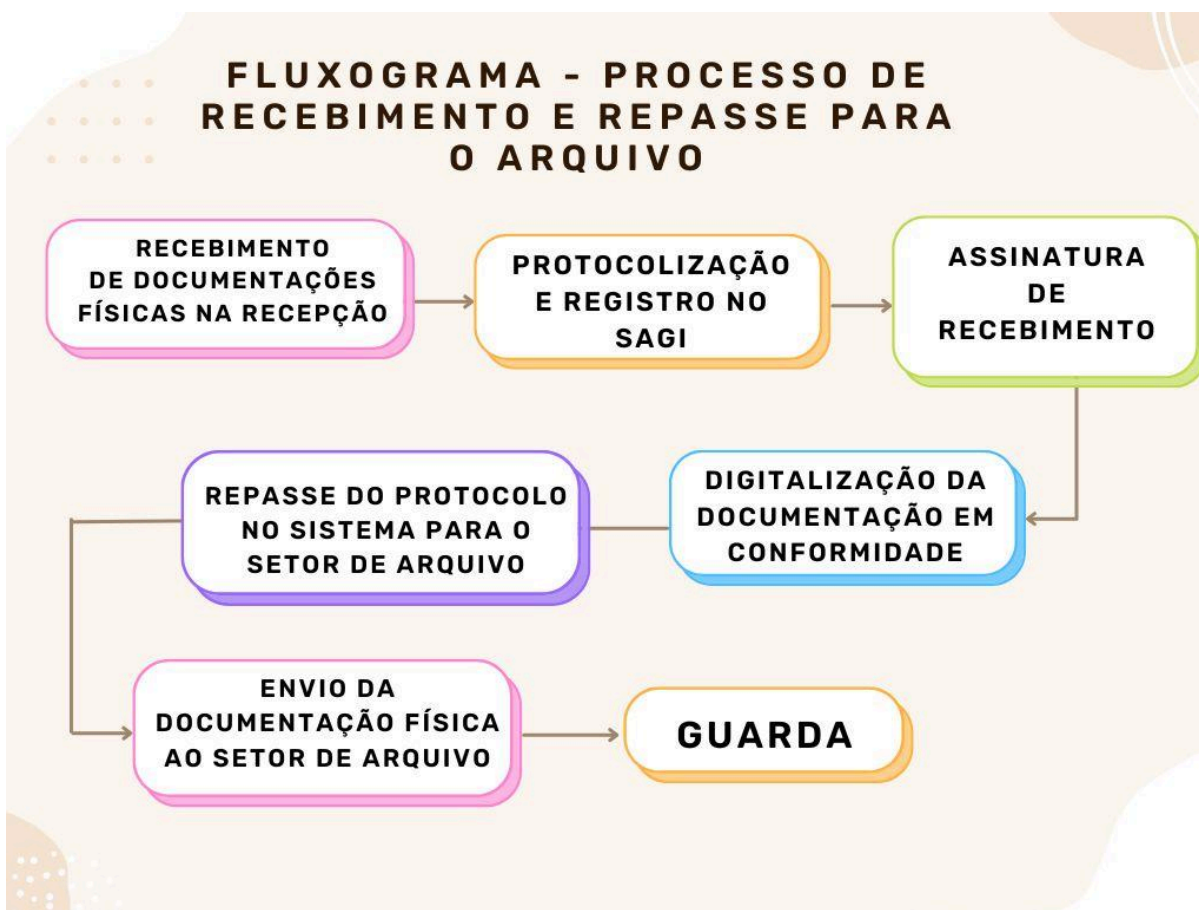 FLUXOGRAMA - PROCESSO DE
RECEBIMENTO E REPASSE PARA
O ARQUIVO
RECEBIMENTO
DE DOCUMENTAÇÕES
FÍSICAS NA RECEPÇÃO
PROTOCOLIZAÇÃO
E REGISTRO NO
SAGI
ASSINATURA
DE
RECEBIMENTO
DIGITALIZAÇÃO DA
DOCUMENTAÇÃO EM
CONFORMIDADE
REPASSE DO PROTOCOLO
NO SISTEMA PARA O
SETOR DE ARQUIVO
ENVIO DA
DOCUMENTAÇÃO FÍSICA
AO SETOR DE ARQUIVO
GUARDA